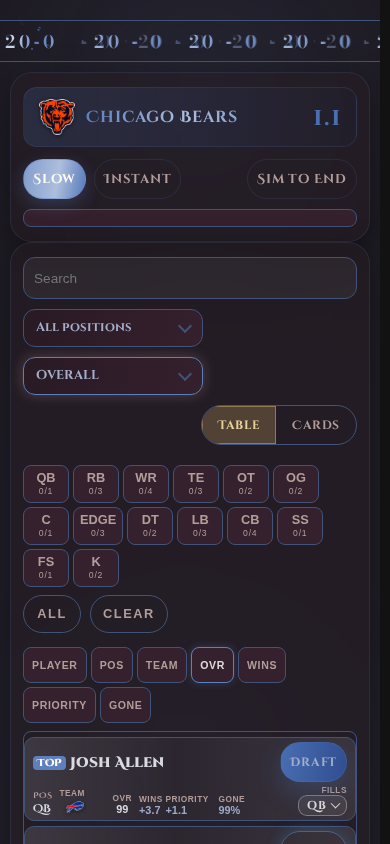 20-0 - 20 -20 - 20 -20 - 20 -20 -
CHICAGO BEARS I.I
SLOW INSTANT SIM TO END
Search
ALL POSITIONS
OVERALL
TABLE CARDS
QB RB WR TE OT OG
0/1 0/3 0/4 0/3 0/2 0/2
C EDGE DT LB CB SS
0/1 0/3 0/2 0/3 0/4 0/1
FS K
0/1 0/2
ALL CLEAR
PLAYER POS TEAM OVR WINS
PRIORITY GONE
TOP JOSH ALLEN DRAFT
POS TEAM OVR WINS PRIORITY GONE FILLS
QB 99 +3.7 +1.1 99% QB